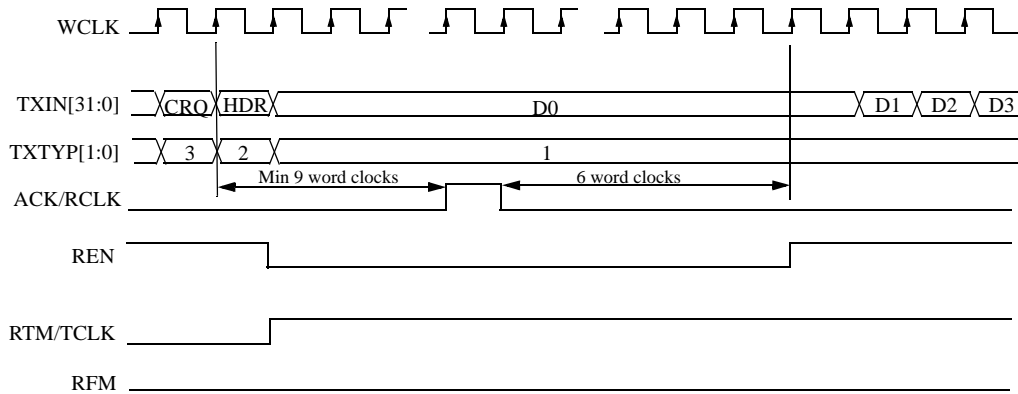 WCLK
TXIN[31:0] CRQ HDR D0 D1 D2 D3
TXTYP[1:0] 3 2 1
Min 9 word clocks 6 word clocks
ACK/RCLK
REN
RTM/TCLK
RFM